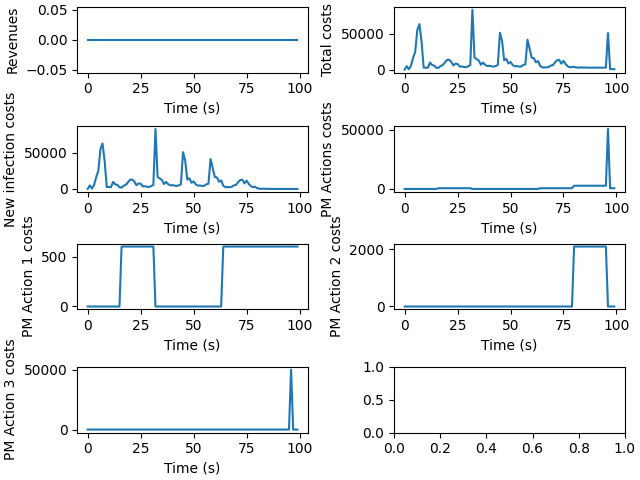 Revenues
0.05
0.00
−0.05
0 25 50 75 100
Time (s)
Total costs
50000
0
0 25 50 75 100
Time (s)
New infection costs
50000
0
0 25 50 75 100
Time (s)
PM Actions costs
50000
0
0 25 50 75 100
Time (s)
PM Action 1 costs
500
0
0 25 50 75 100
Time (s)
PM Action 2 costs
2000
0
0 25 50 75 100
Time (s)
PM Action 3 costs
50000
0
0 25 50 75 100
Time (s)
1.0
0.5
0.0
0.0 0.2 0.4 0.6 0.8 1.0